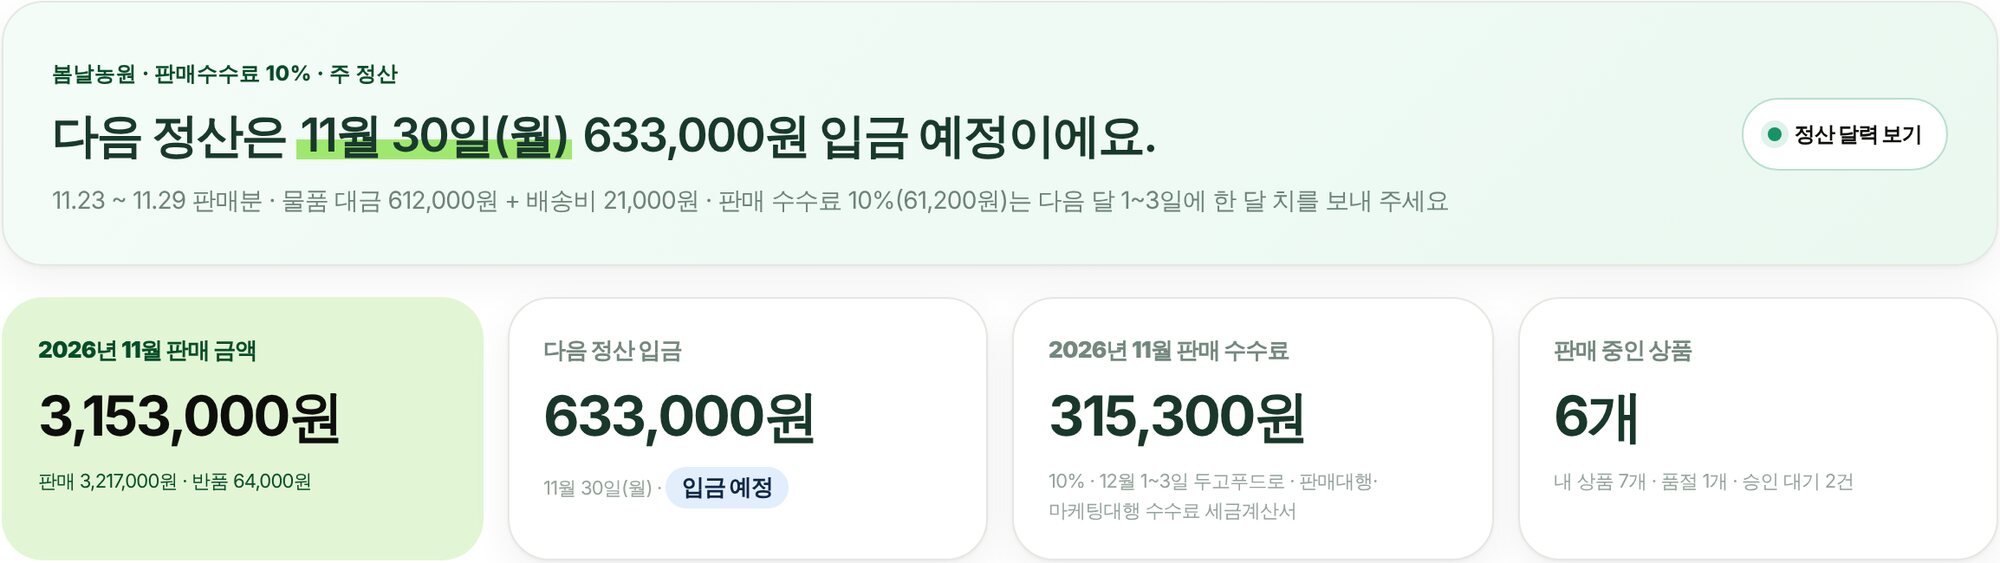 봄날농원 · 판매수수료 10% · 주 정산
다음 정산은 11월 30일(월) 633,000원 입금 예정이에요.
11.23 ~ 11.29 판매분 · 물품 대금 612,000원 + 배송비 21,000원 · 판매 수수료 10%(61,200원)는 다음 달 1~3일에 한 달 치를 보내 주세요
정산 달력 보기
2026년 11월 판매 금액
3,153,000원
판매 3,217,000원 · 반품 64,000원
다음 정산 입금
633,000원
11월 30일(월) · 입금 예정
2026년 11월 판매 수수료
315,300원
10% · 12월 1~3일 두고푸드로 · 판매대행·
마케팅대행 수수료 세금계산서
판매 중인 상품
6개
내 상품 7개 · 품절 1개 · 승인 대기 2건